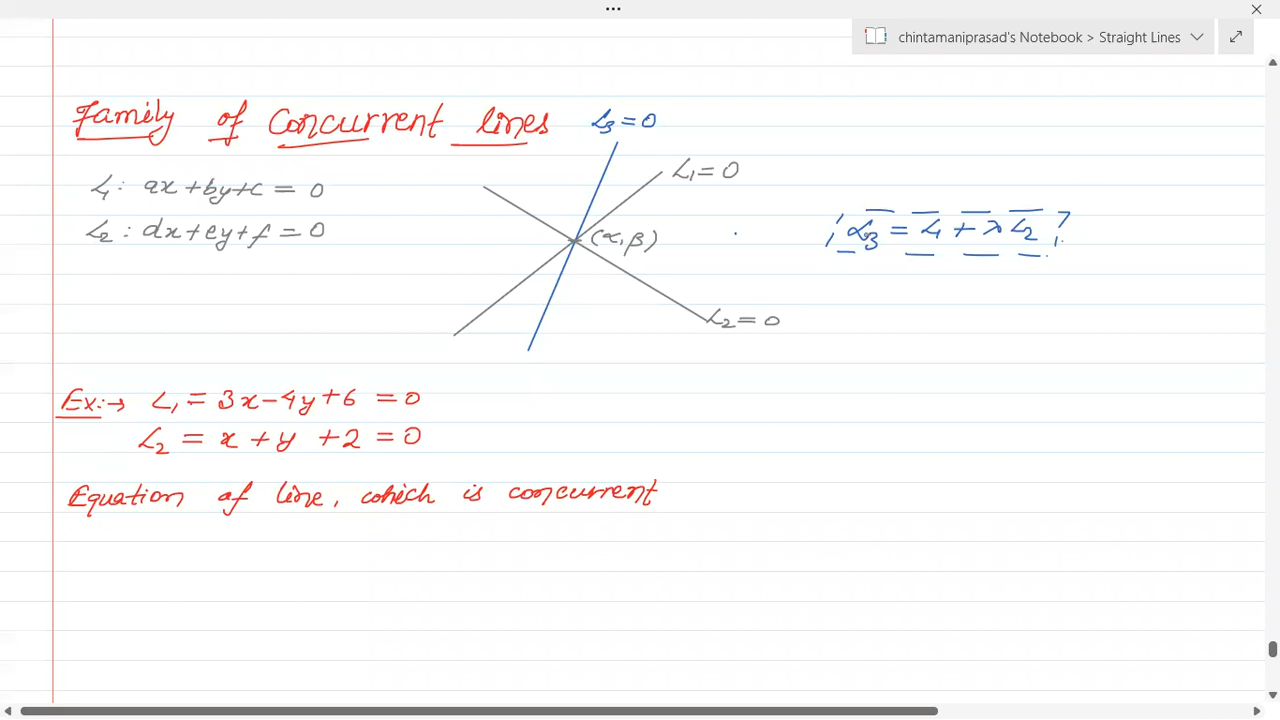 chintamaniprasad's Notebook > Straight Lines
Family of Concurrent lines
L₃ = 0
L₁: ax + by + c = 0
L₁ = 0
L₂: dx + ey + f = 0
(α, β)
L₃ = L₁ + λ L₂
L₂ = 0
Ex:→ L₁ = 3x - 4y + 6 = 0
L₂ = x + y + 2 = 0
Equation of line, which is concurrent